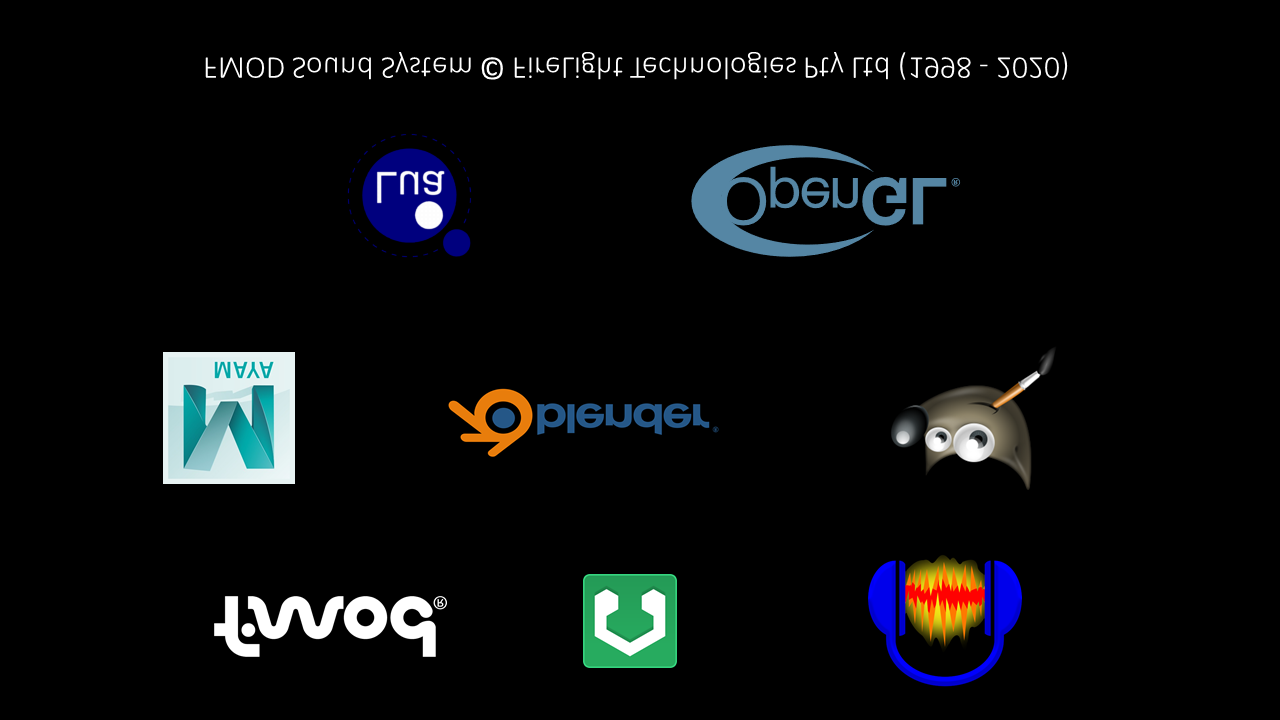 FMOD Sound System © FireLight Technologies Pty Ltd (1998 - 2020)
Lua
OpenGL®
MAYA
blender®
fmod®